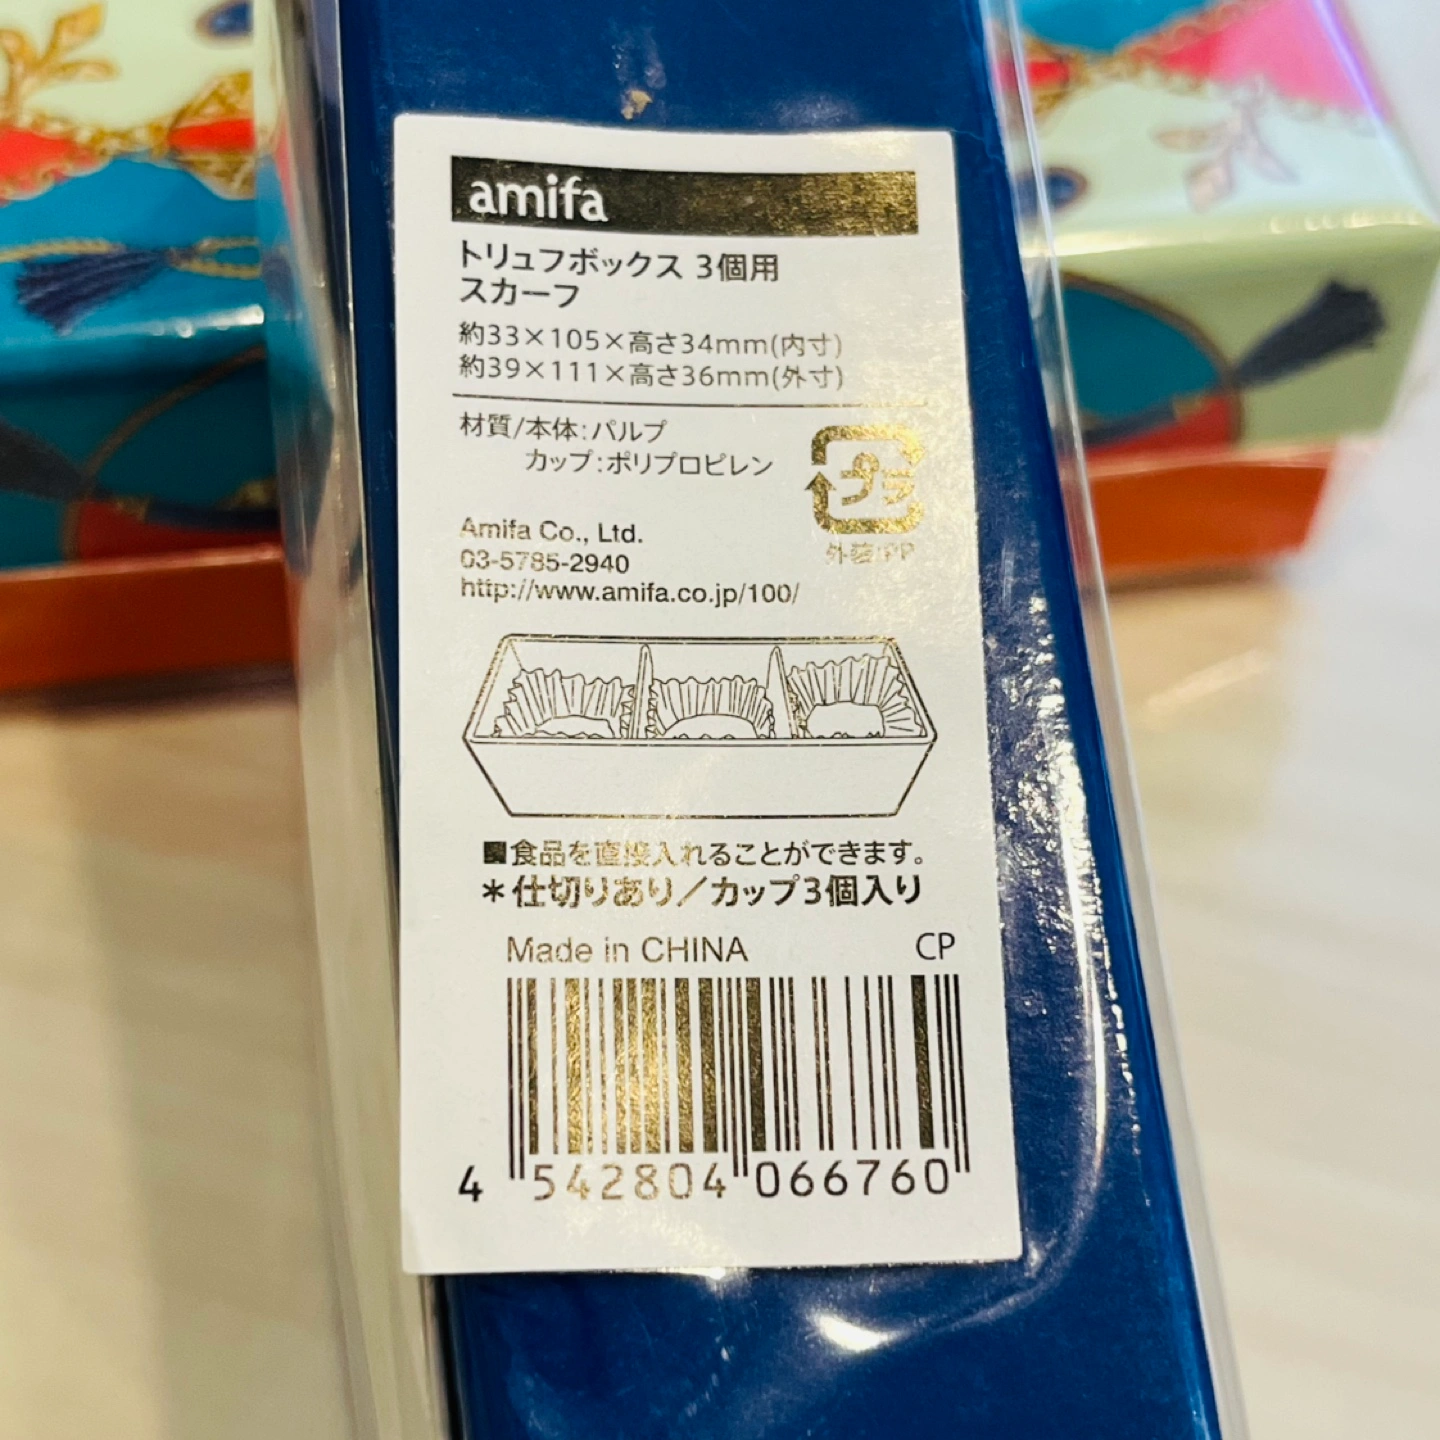 amifa
トリュフボックス 3個用
スカーフ
約33×105×高さ34mm(内寸)
約39×111×高さ36mm(外寸)
材質/本体:パルプ
カップ:ポリプロピレン
プラ
外袋:PP
Amifa Co., Ltd.
03-5785-2940
http://www.amifa.co.jp/100/
■食品を直接入れることができます。
＊仕切りあり／カップ3個入り
Made in CHINA CP
4 542804 066760